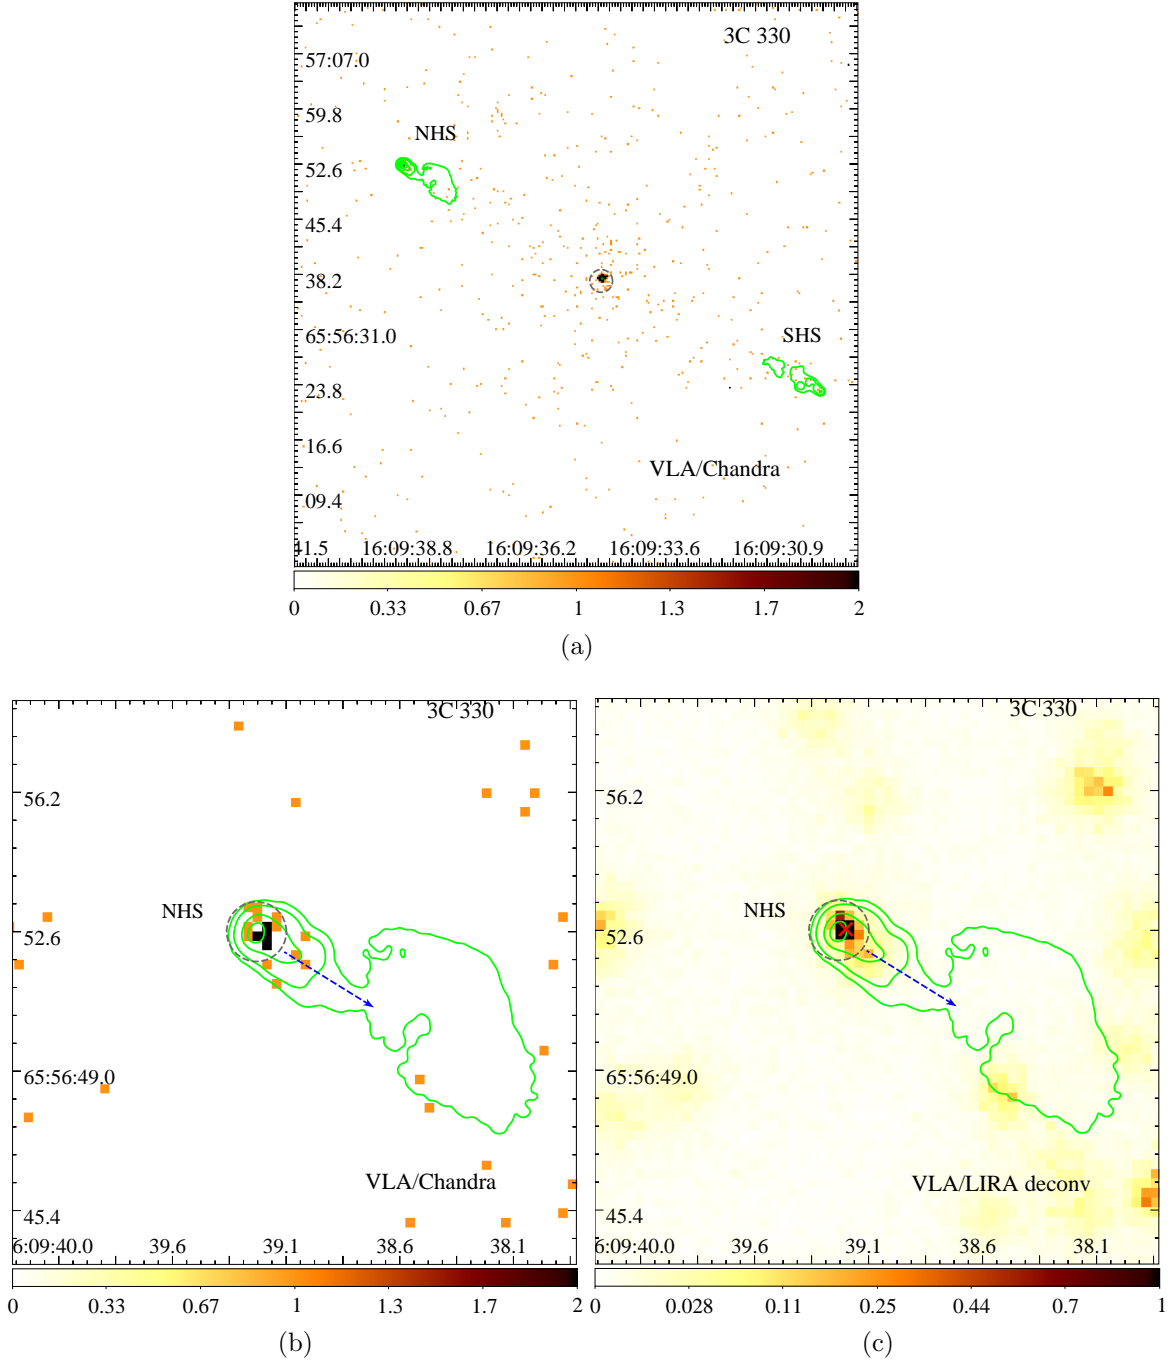 3C 330
57:07.0
59.8
NHS
52.6
45.4
38.2
65:56:31.0
SHS
23.8
16.6
VLA/Chandra
09.4
41.5 16:09:38.8 16:09:36.2 16:09:33.6 16:09:30.9
0 0.33 0.67 1 1.3 1.7 2
(a)
3C 330
56.2
NHS
52.6
65:56:49.0
VLA/Chandra
45.4
6:09:40.0 39.6 39.1 38.6 38.1
0 0.33 0.67 1 1.3 1.7 2
(b)
3C 330
56.2
NHS
52.6
65:56:49.0
VLA/LIRA deconv
45.4
6:09:40.0 39.6 39.1 38.6 38.1
0 0.028 0.11 0.25 0.44 0.7 1
(c)